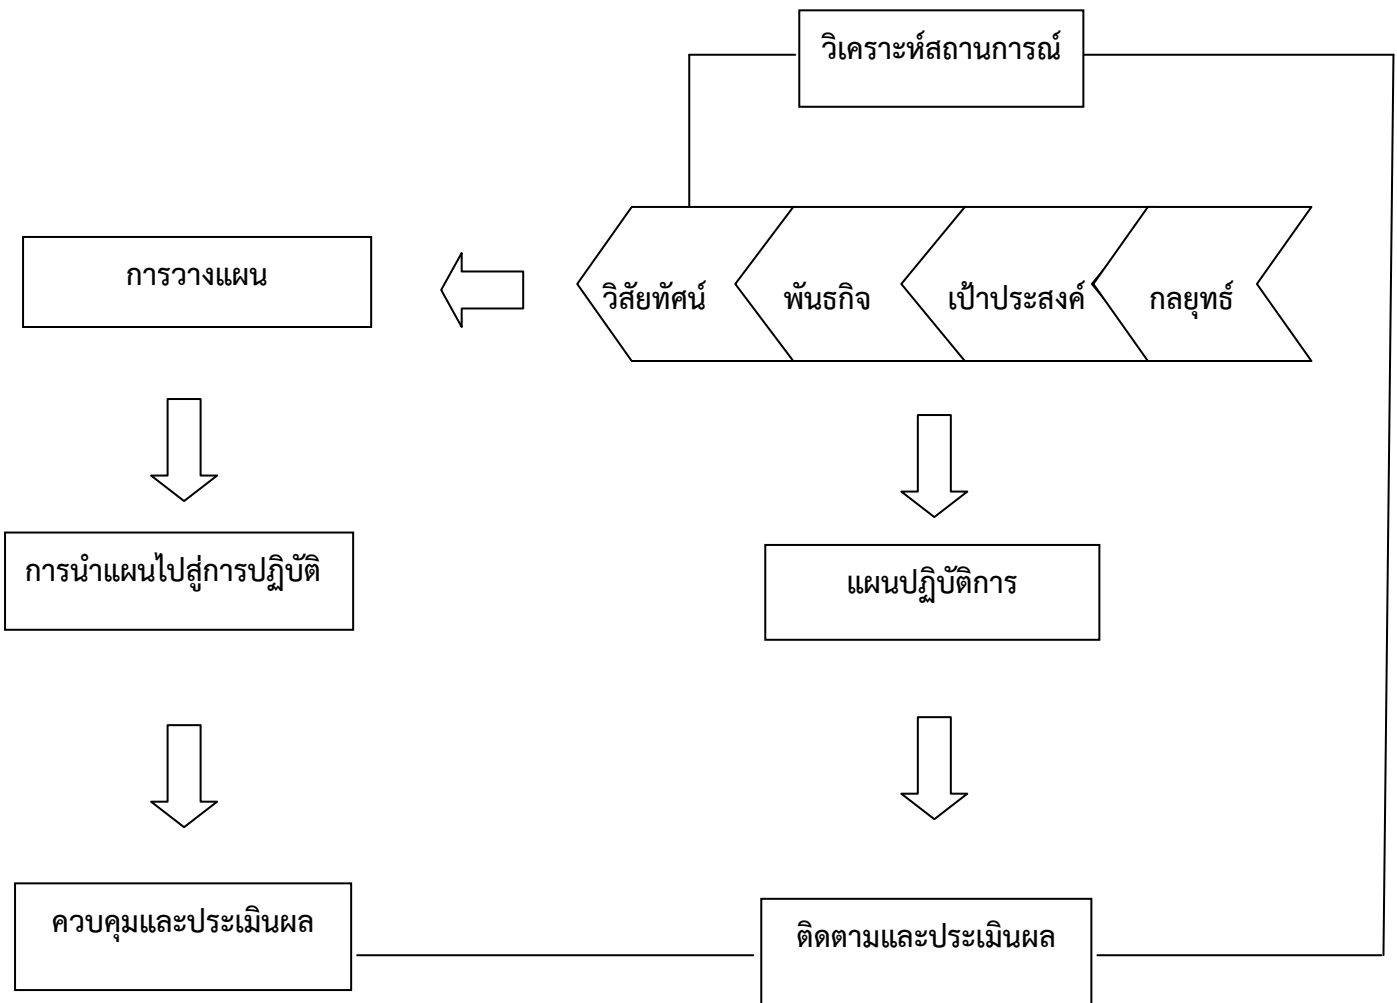 วิเคราะห์สถานการณ์
การวางแผน
วิสัยทัศน์
พันธกิจ
เป้าประสงค์
กลยุทธ์
การนำแผนไปสู่การปฏิบัติ
แผนปฏิบัติการ
ควบคุมและประเมินผล
ติดตามและประเมินผล